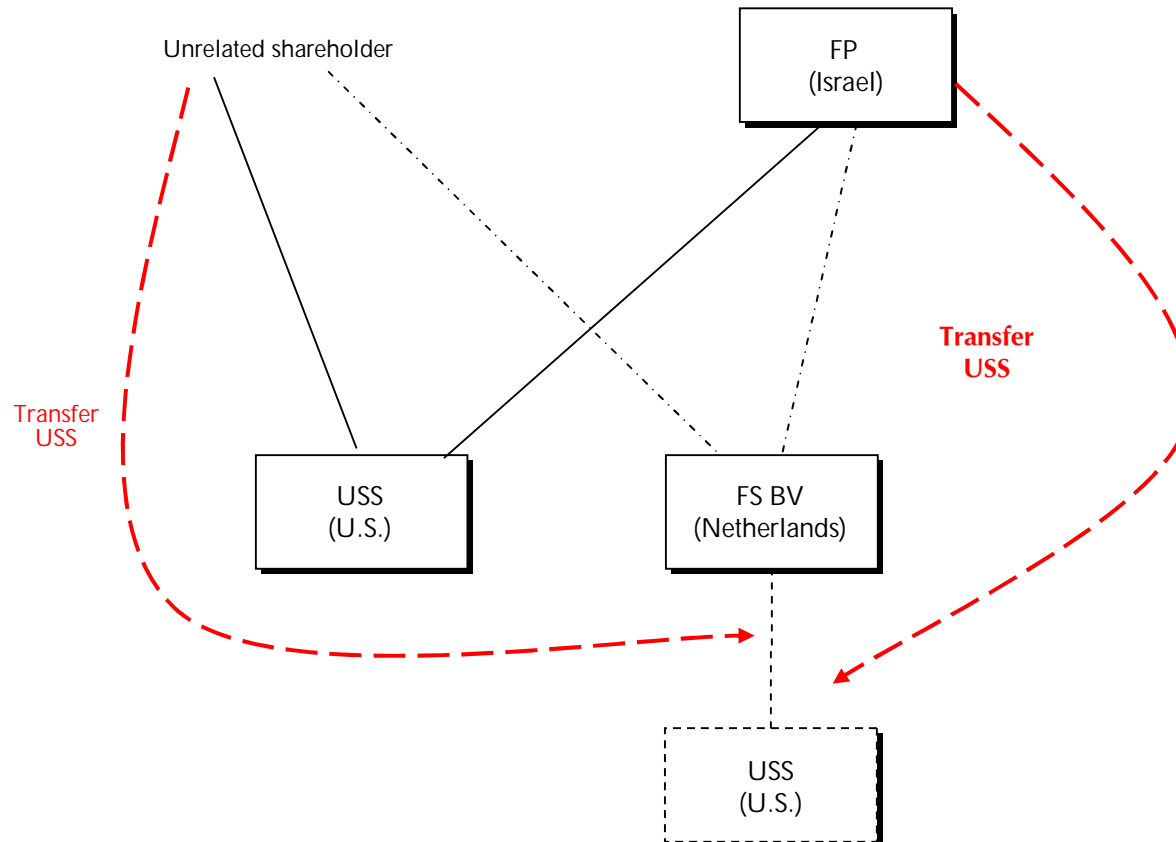 Unrelated shareholder
FP
(Israel)
Transfer
USS
Transfer
USS
USS
(U.S.)
FS BV
(Netherlands)
USS
(U.S.)